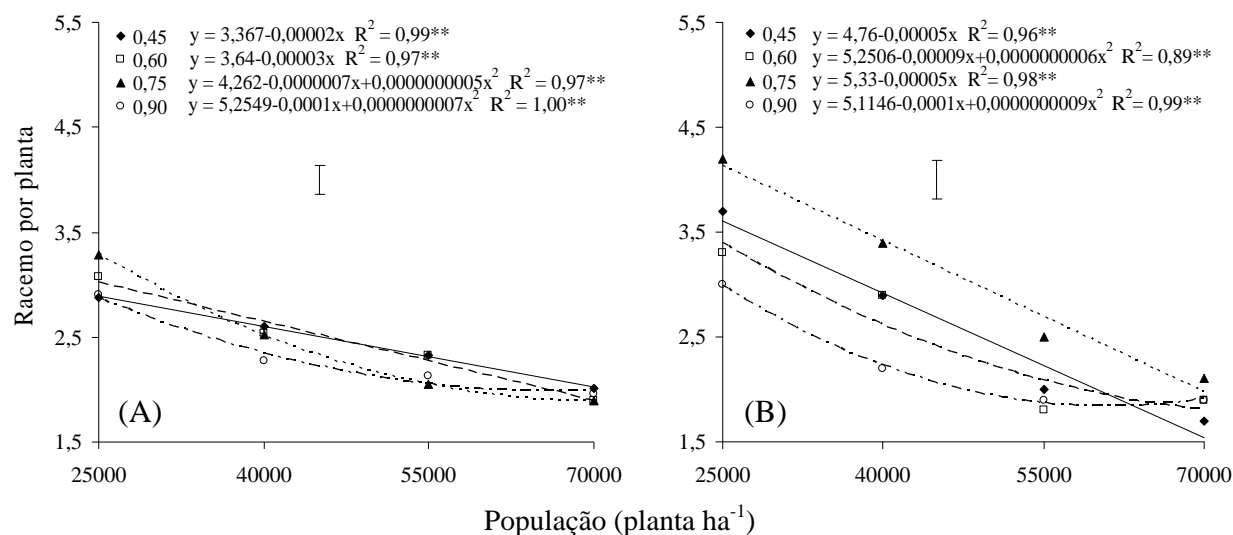 5,5
4,5
3,5
2,5
1,5
Racemo por planta
0,45 y = 3,367-0,00002x R² = 0,99**
0,60 y = 3,64-0,00003x R² = 0,97**
0,75 y = 4,262-0,0000007x+0,0000000005x² R² = 0,97**
0,90 y = 5,2549-0,0001x+0,0000000007x² R² = 1,00**
(A)
25000 40000 55000 70000
5,5
4,5
3,5
2,5
1,5
0,45 y = 4,76-0,00005x R² = 0,96**
0,60 y = 5,2506-0,00009x+0,0000000006x² R² = 0,89**
0,75 y = 5,33-0,00005x R² = 0,98**
0,90 y = 5,1146-0,0001x+0,0000000009x² R² = 0,99**
(B)
25000 40000 55000 70000
População (planta ha⁻¹)